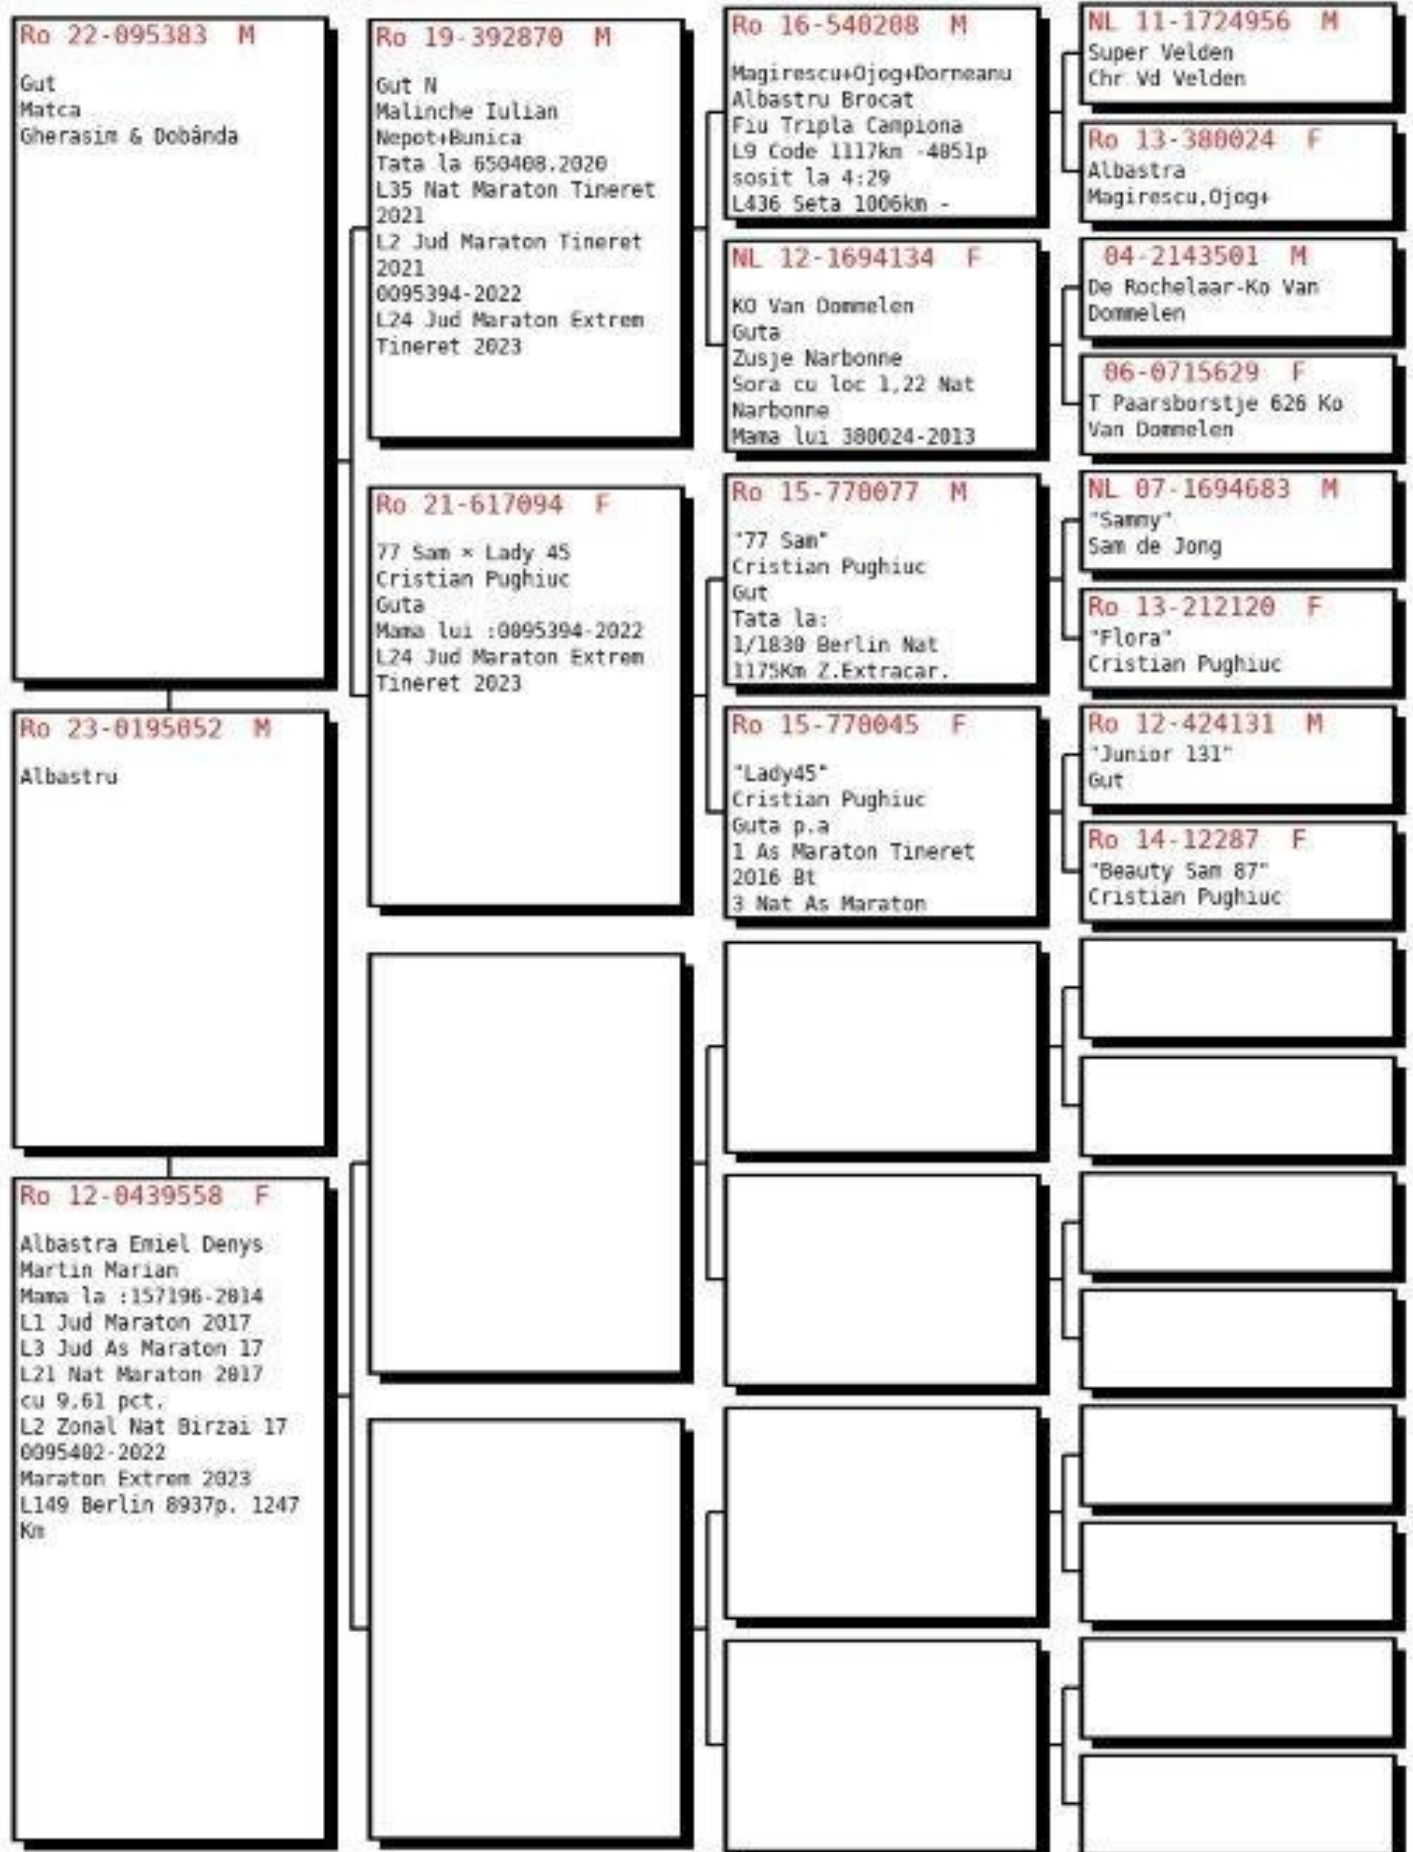 Ro 22-095383 M
Gut
Matca
Gherasim & Dobânda
Ro 23-0195052 M
Albastru
Ro 12-0439558 F
Albastra Emiel Denys
Martin Marian
Mama la :157196-2014
L1 Jud Maraton 2017
L3 Jud As Maraton 17
L21 Nat Maraton 2017
cu 9,61 pct.
L2 Zonal Nat Birzai 17
0095402-2022
Maraton Extrem 2023
L149 Berlin 8937p. 1247
Km
Ro 19-392870 M
Gut N
Malinche Iulian
Nepot+Bunica
Tata la 650408.2020
L35 Nat Maraton Tineret
2021
L2 Jud Maraton Tineret
2021
0095394-2022
L24 Jud Maraton Extrem
Tineret 2023
Ro 21-617094 F
77 Sam × Lady 45
Cristian Pughiuc
Guta
Mama lui :0095394-2022
L24 Jud Maraton Extrem
Tineret 2023
Ro 16-540208 M
Magirescu+Ojog+Dorneanu
Albastru Brocat
Fiu Tripla Campiona
L9 Code 1117km -4051p
sosit la 4:29
L436 Seta 1006km -
NL 12-1694134 F
KO Van Dommelen
Guta
Zusje Narbonne
Sora cu loc 1,22 Nat
Narbonne
Mama lui 380024-2013
Ro 15-770077 M
"77 Sam"
Cristian Pughiuc
Gut
Tata la:
1/1830 Berlin Nat
1175Km Z.Extracar.
Ro 15-770045 F
"Lady45"
Cristian Pughiuc
Guta p.a
1 As Maraton Tineret
2016 Bt
3 Nat As Maraton
NL 11-1724956 M
Super Velden
Chr Vd Velden
Ro 13-380024 F
Albastra
Magirescu,Ojog+
04-2143501 M
De Rochelaar-Ko Van
Dommelen
06-0715629 F
T Paarsborstje 626 Ko
Van Dommelen
NL 07-1694683 M
"Sammy"
Sam de Jong
Ro 13-212120 F
"Flora"
Cristian Pughiuc
Ro 12-424131 M
"Junior 131"
Gut
Ro 14-12287 F
"Beauty Sam 87"
Cristian Pughiuc